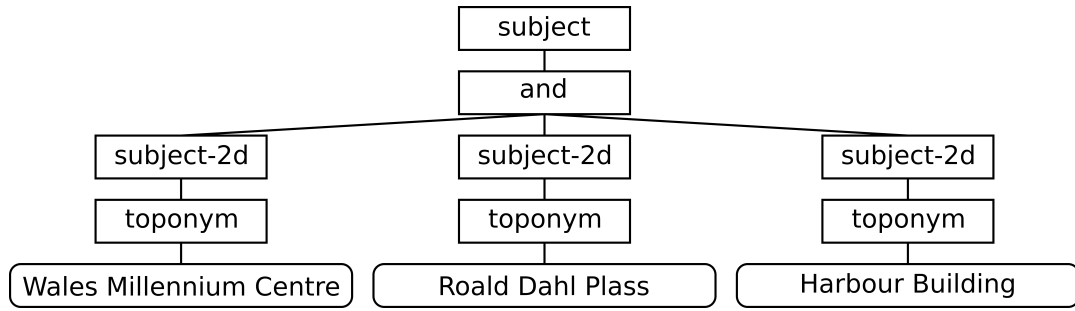 subject
and
subject-2d subject-2d subject-2d
toponym toponym toponym
Wales Millennium Centre Roald Dahl Plass Harbour Building